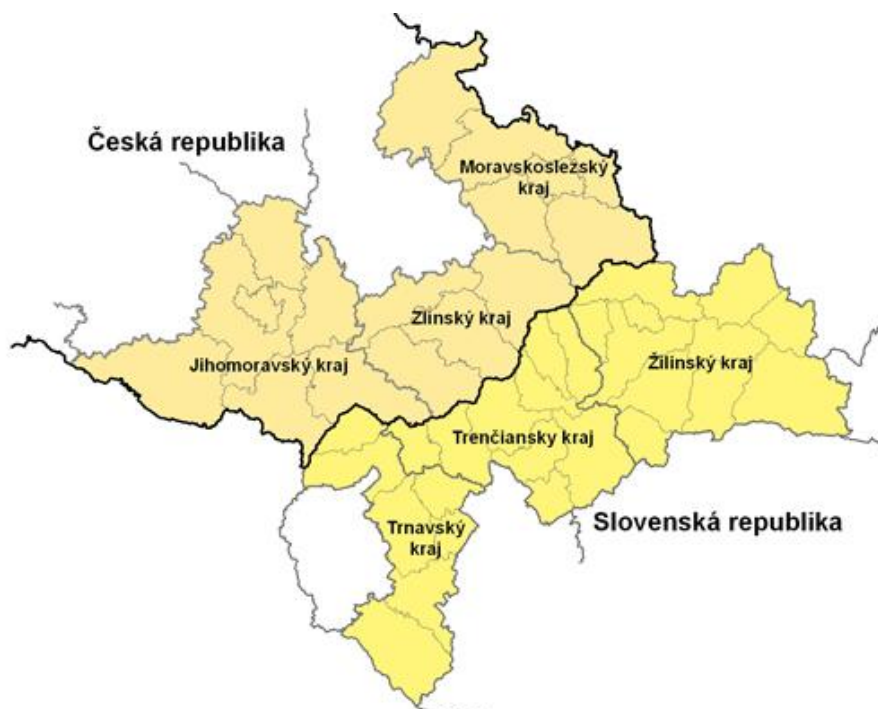 Česká republika
Moravskoslezský
kraj
Zlínský kraj
Jihomoravský kraj
Žilinský kraj
Trenčiansky kraj
Slovenská republika
Trnavský
kraj